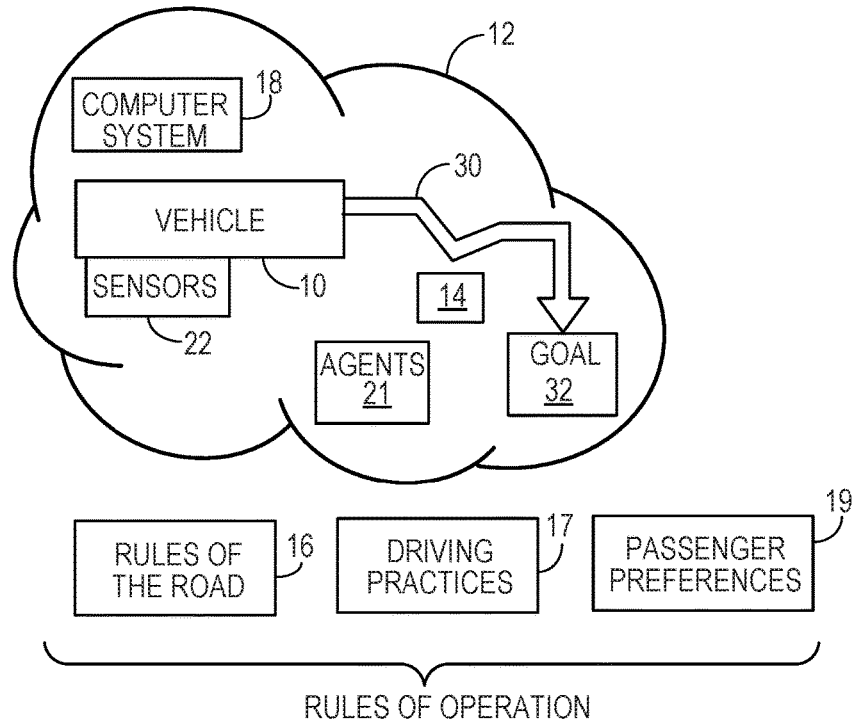 12
COMPUTER
SYSTEM
18
30
VEHICLE
SENSORS
10
14
22
AGENTS
21
GOAL
32
RULES OF
THE ROAD
16
DRIVING
PRACTICES
17
PASSENGER
PREFERENCES
19
RULES OF OPERATION